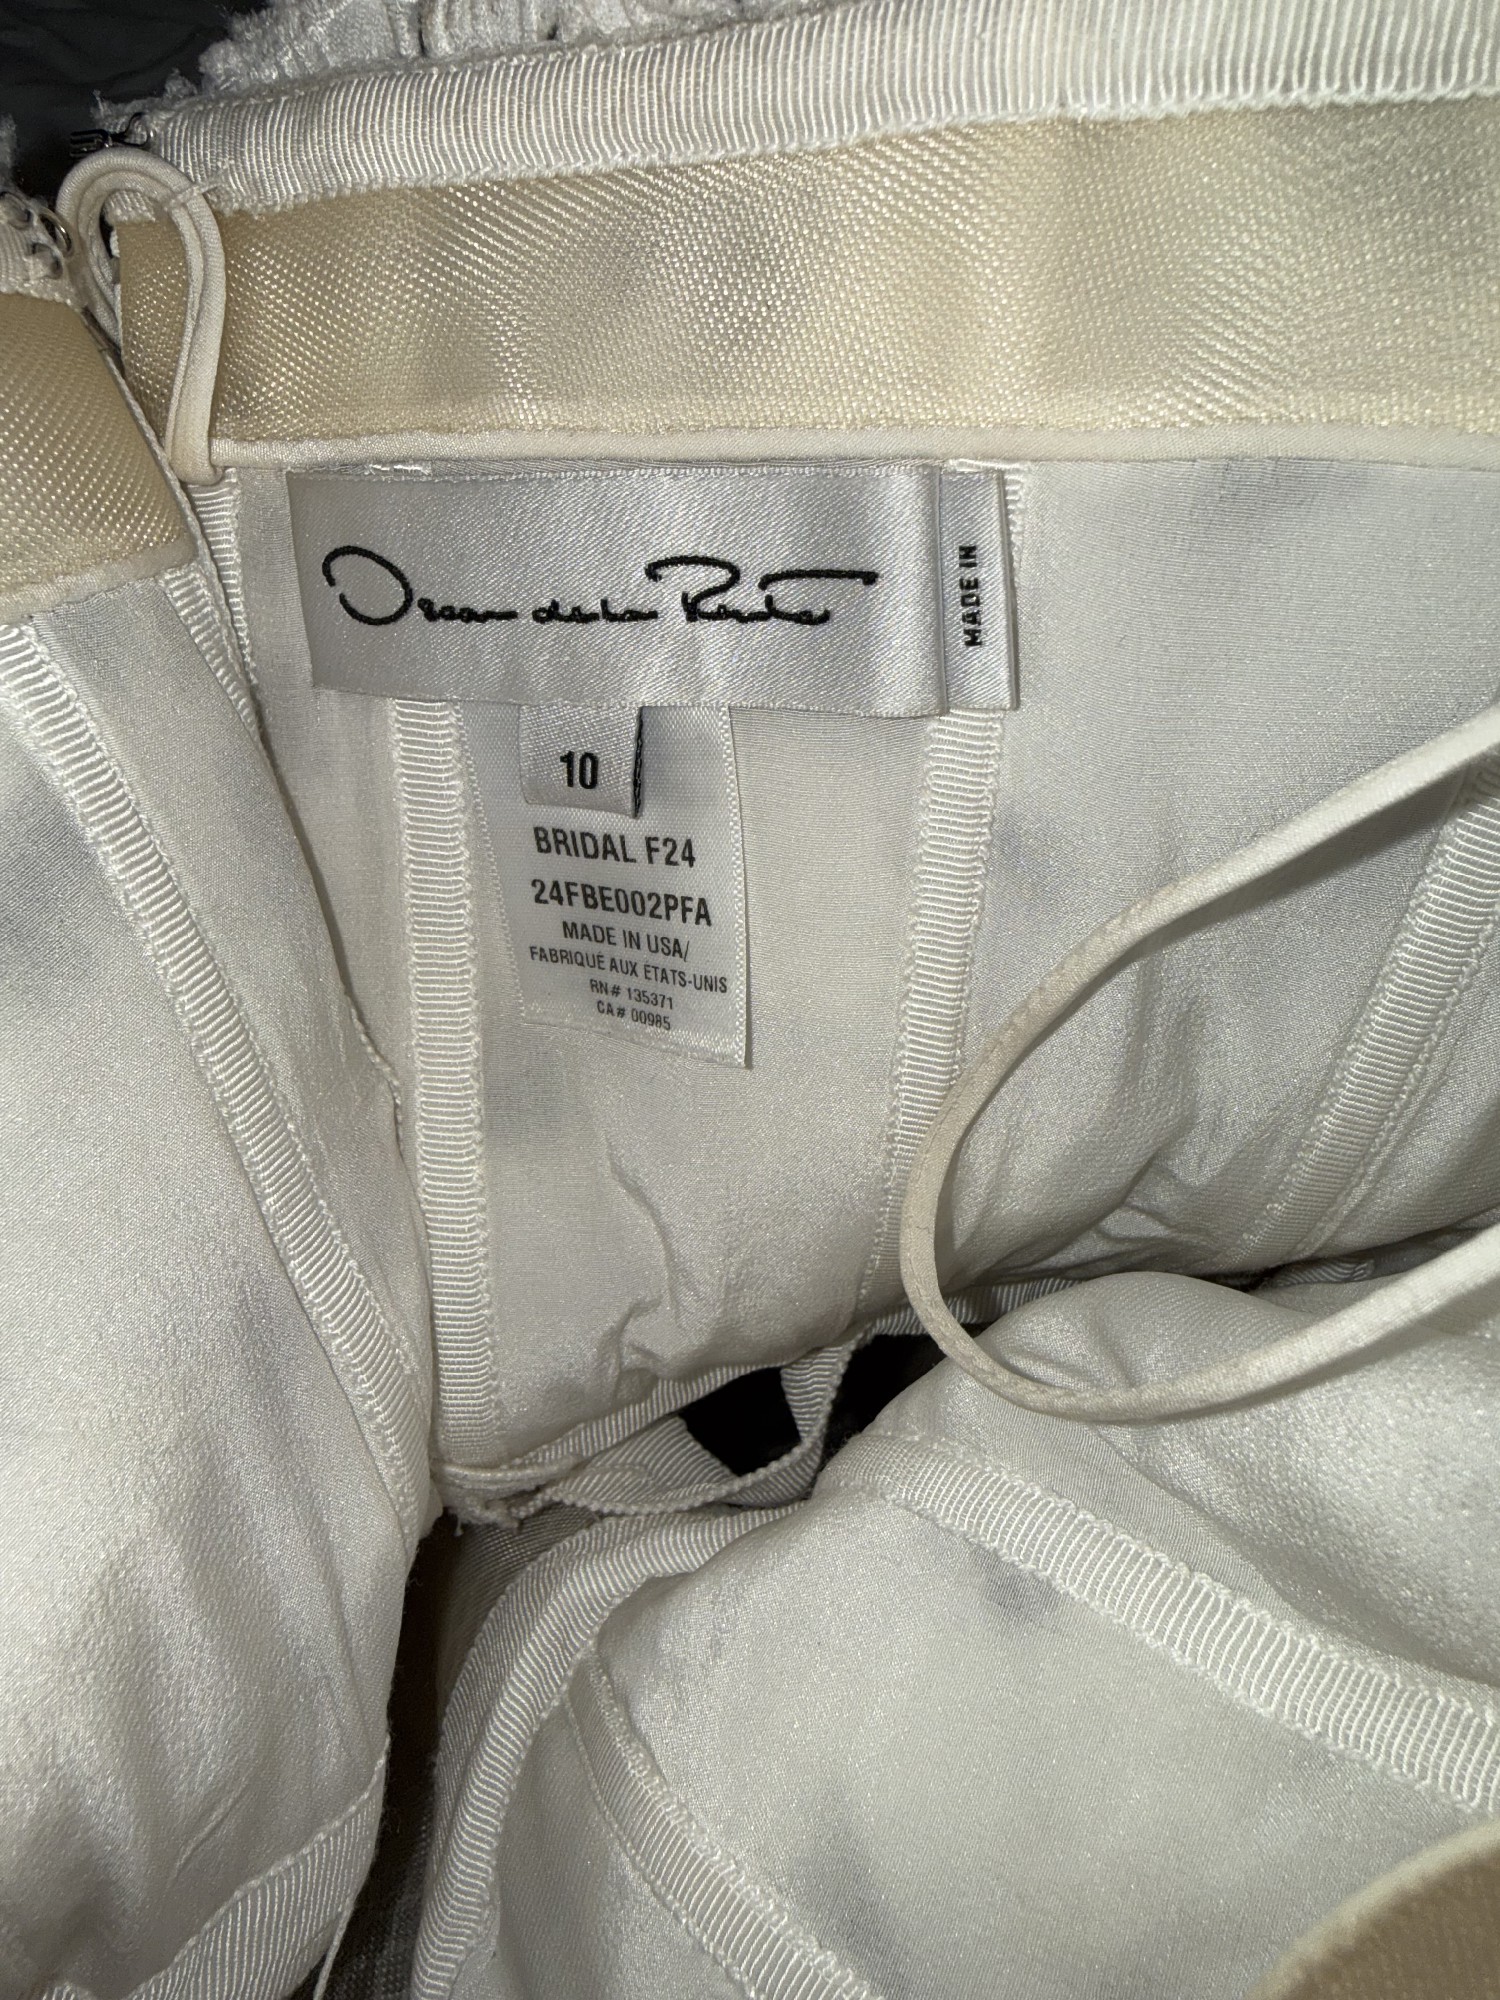 Oscar de la Renta
MADE IN
10
BRIDAL F24
24FBE002PFA
MADE IN USA/
FABRIQUÉ AUX ÉTATS-UNIS
RN# 135371
CA# 00985